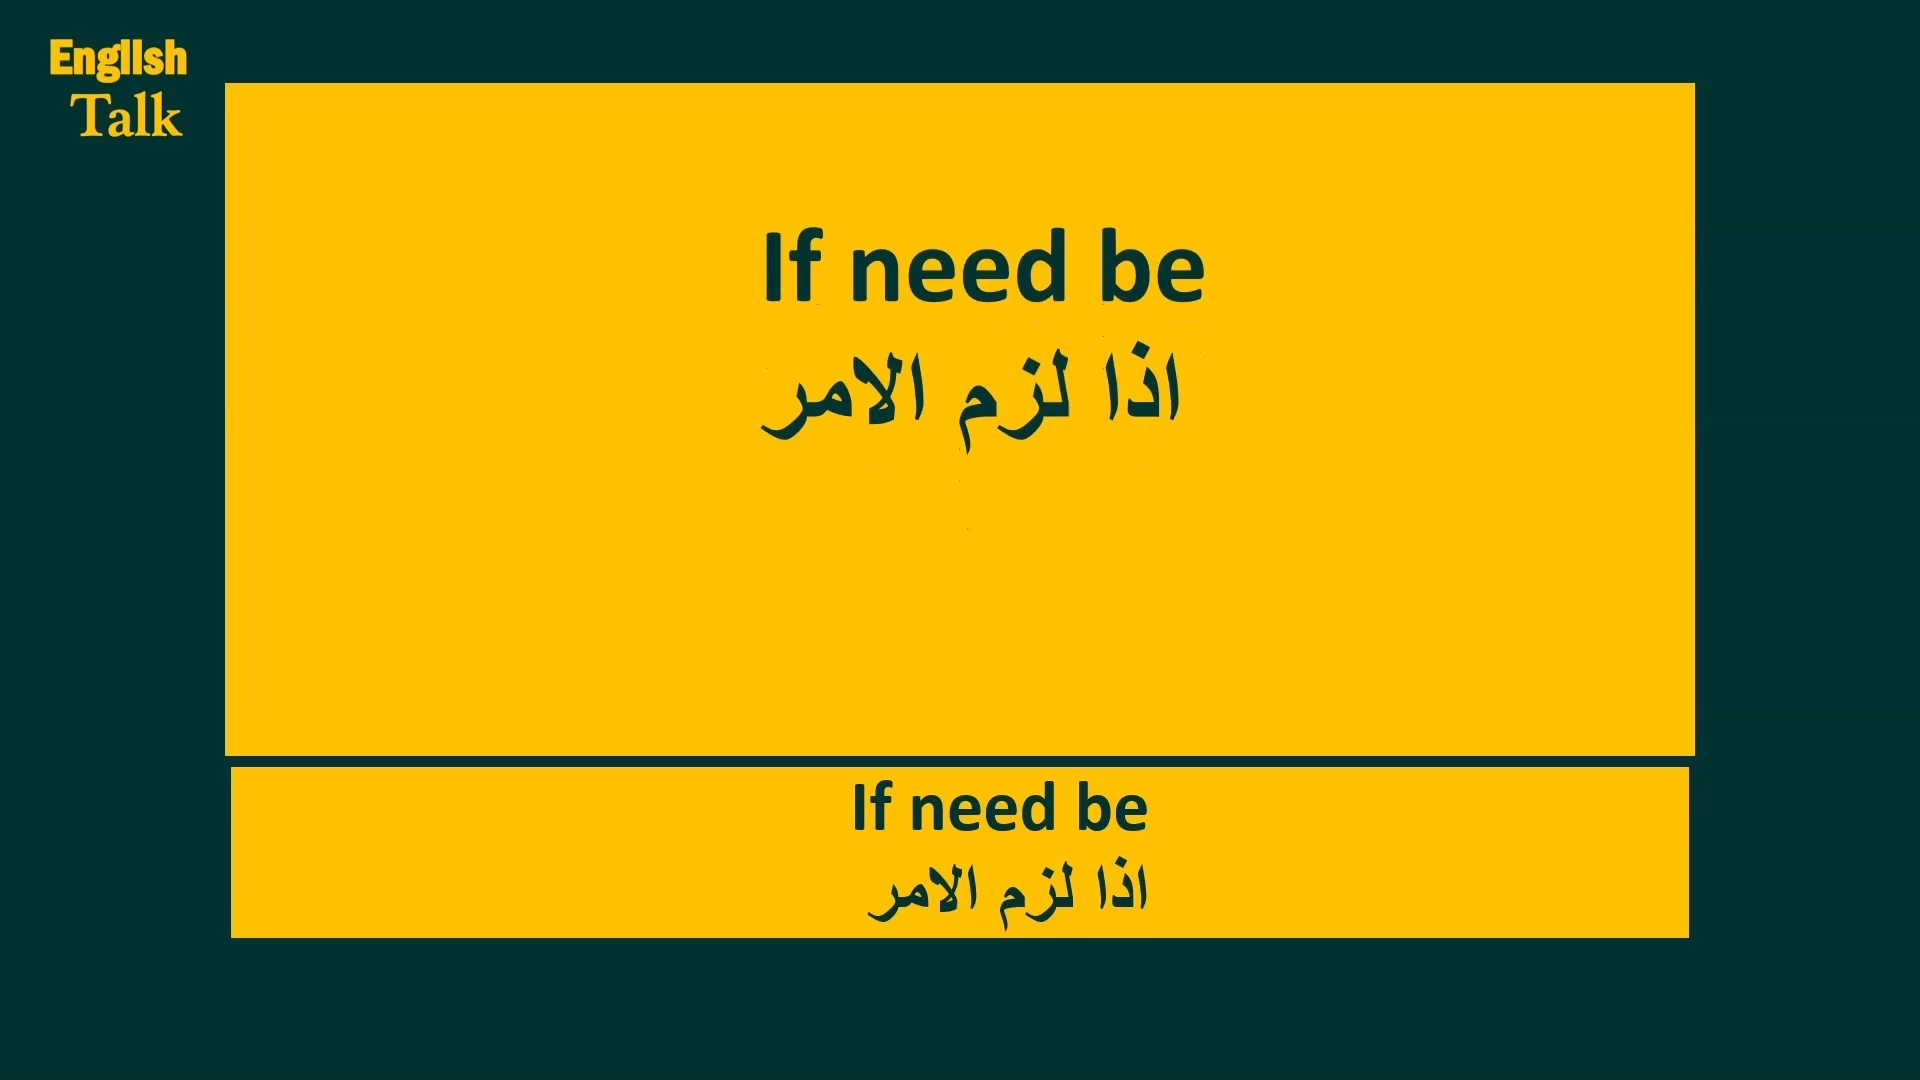 English
Talk
If need be
اذا لزم الامر
If need be
اذا لزم الامر